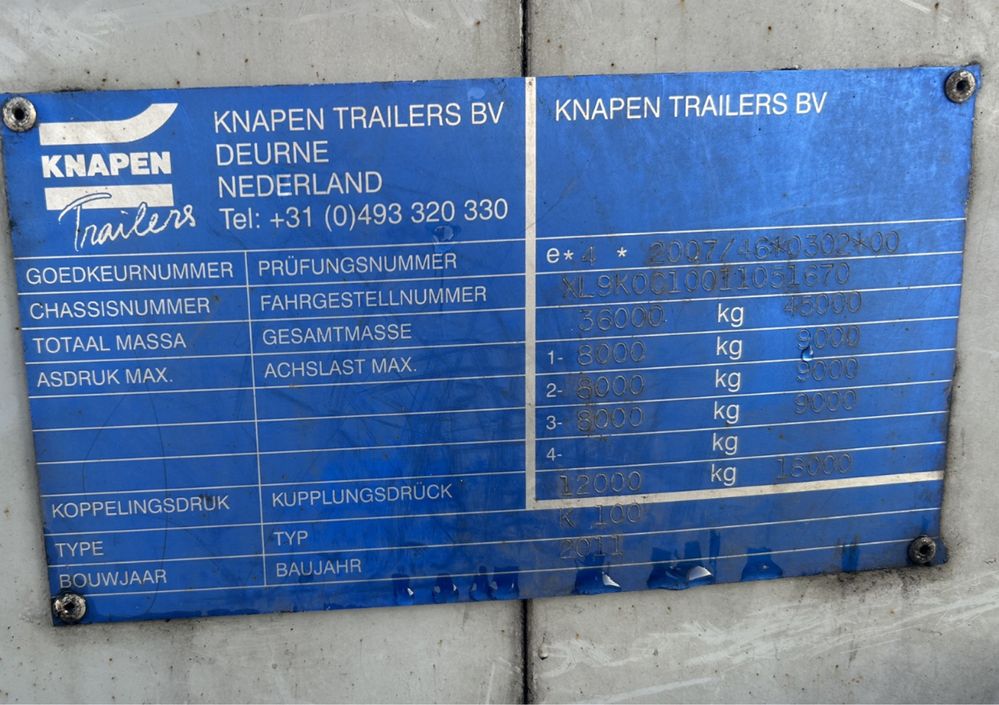 KNAPEN
Trailers
KNAPEN TRAILERS BV
DEURNE
NEDERLAND
Tel: +31 (0)493 320 330
KNAPEN TRAILERS BV
GOEDKEURNUMMER PRÜFUNGSNUMMER e*4 * 2007/46*0302*00
CHASSISNUMMER FAHRGESTELLNUMMER
TOTAAL MASSA GESAMTMASSE 36000 kg 45000
ASDRUK MAX. ACHSLAST MAX. 1- 8000 kg 9000
2- 8000 kg 9000
3- 8000 kg 9000
4- kg
KOPPELINGSDRUK KUPPLUNGSDRÜCK 12000 kg 18000
TYPE TYP K 100
BOUWJAAR BAUJAHR 2011